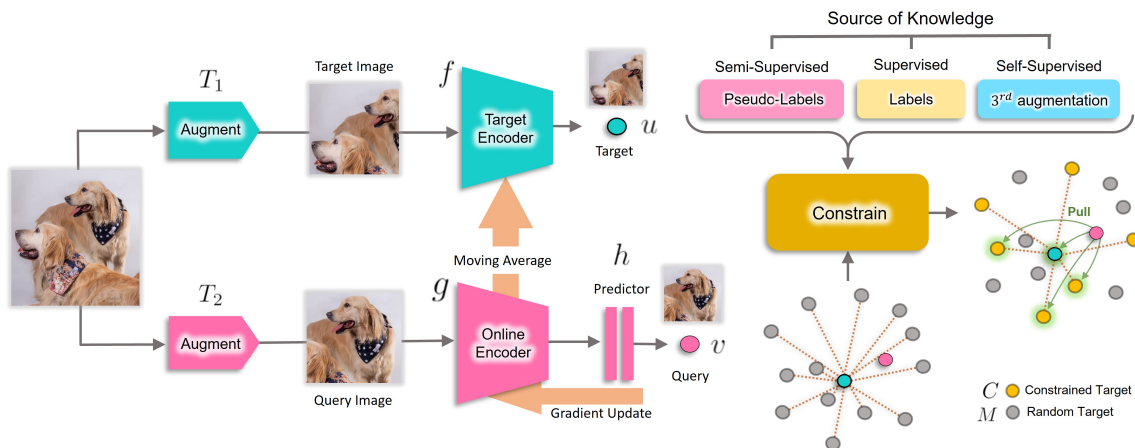 Source of Knowledge
Semi-Supervised
Supervised
Self-Supervised
Pseudo-Labels
Labels
3rd augmentation
T1
Augment
Target Image
f
Target
Encoder
u
Target
Constrain
Pull
Moving Average
T2
Augment
Query Image
g
Online
Encoder
h
Predictor
v
Query
Gradient Update
C Constrained Target
M Random Target